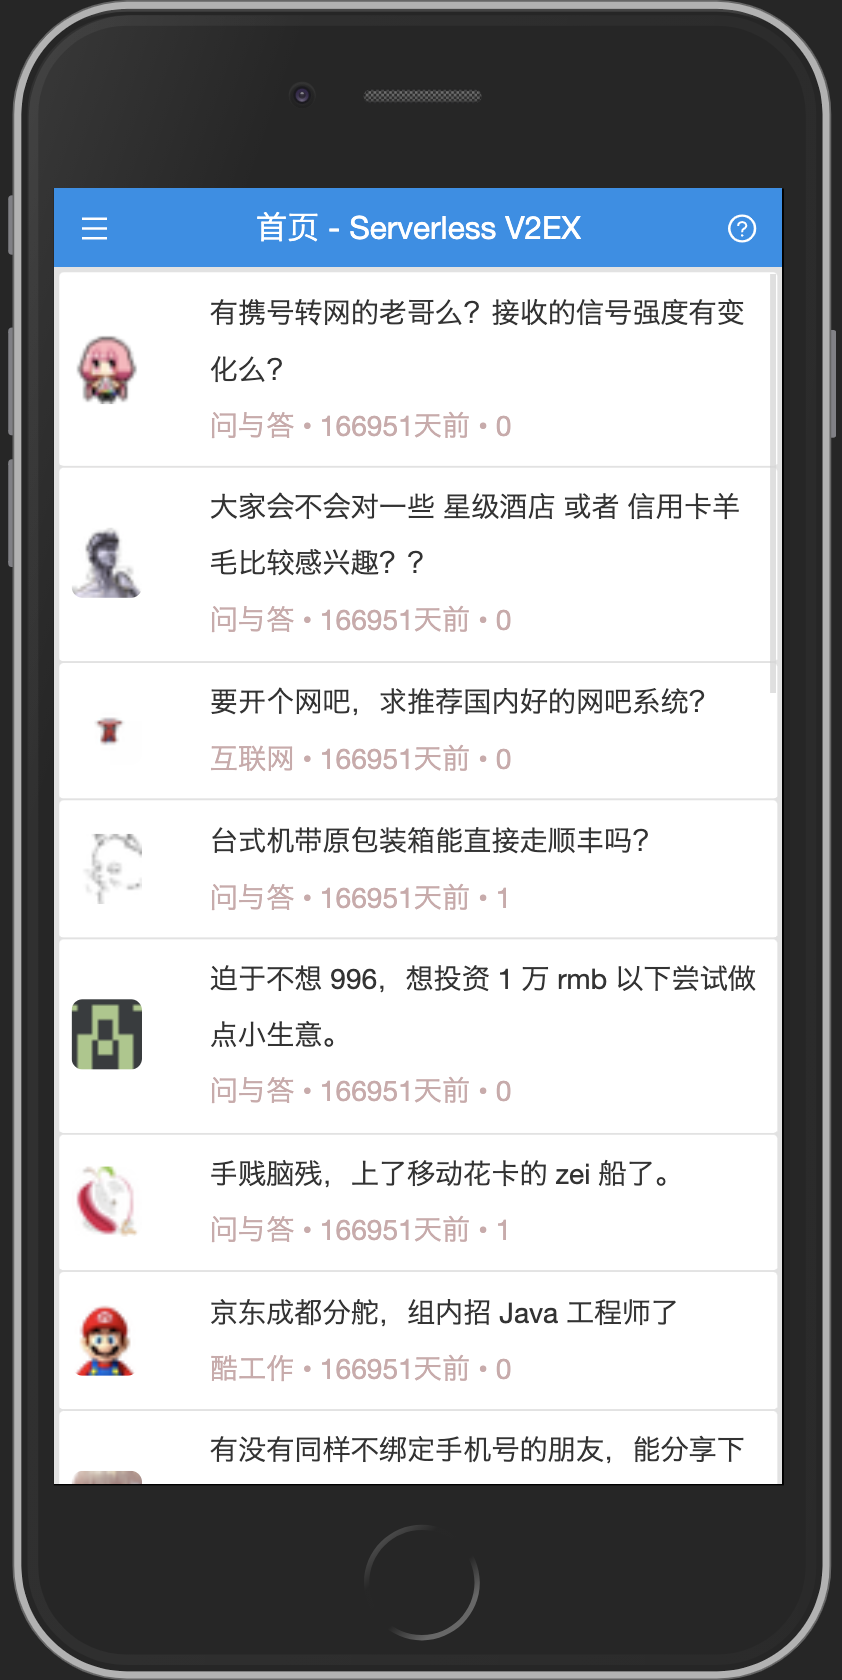 首页 - Serverless V2EX
有携号转网的老哥么？接收的信号强度有变
化么？
问与答 • 166951天前 • 0
大家会不会对一些 星级酒店 或者 信用卡羊
毛比较感兴趣？？
问与答 • 166951天前 • 0
要开个网吧，求推荐国内好的网吧系统？
互联网 • 166951天前 • 0
台式机带原包装箱能直接走顺丰吗？
问与答 • 166951天前 • 1
迫于不想 996，想投资 1 万 rmb 以下尝试做
点小生意。
问与答 • 166951天前 • 0
手贱脑残，上了移动花卡的 zei 船了。
问与答 • 166951天前 • 1
京东成都分舵，组内招 Java 工程师了
酷工作 • 166951天前 • 0
有没有同样不绑定手机号的朋友，能分享下